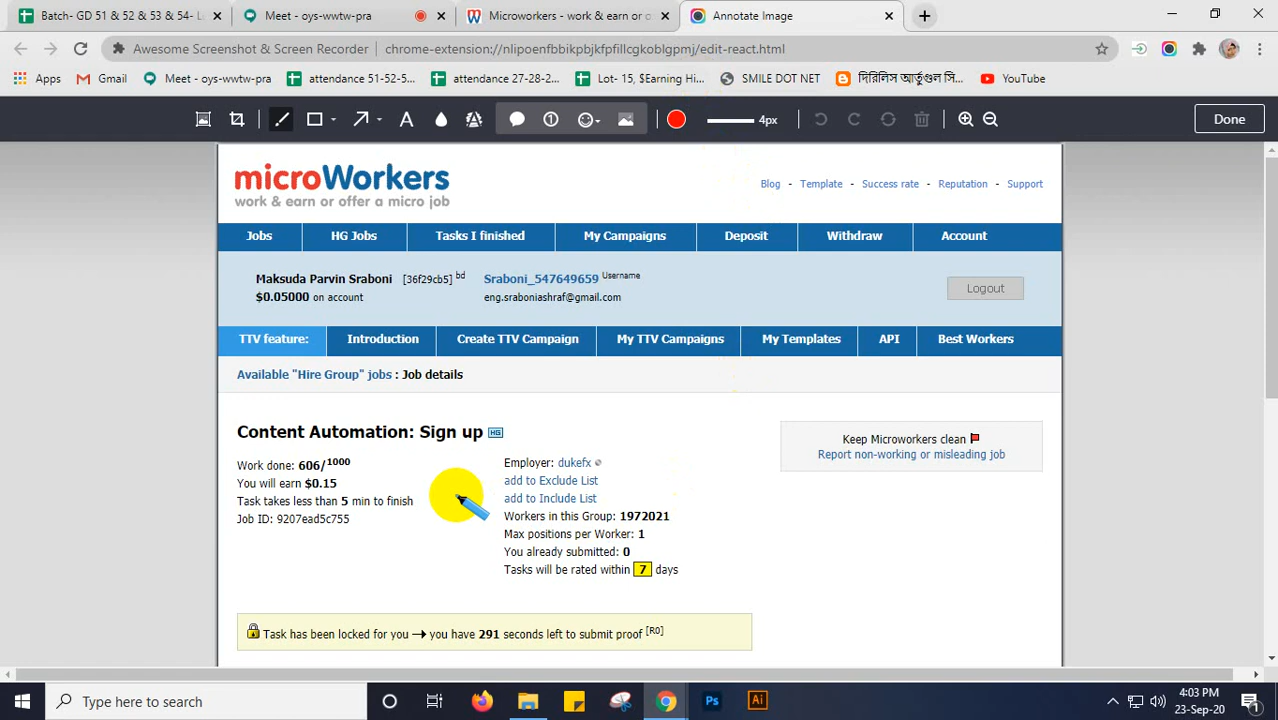 Batch- GD 51 & 52 & 53 & 54- L
Meet - oys-wwtw-pra
Microworkers - work & earn or o
Annotate Image
Awesome Screenshot & Screen Recorder | chrome-extension://nlipoenfbbikpbjkfpfillcgkoblgpmj/edit-react.html
Apps
Gmail
Meet - oys-wwtw-pra
attendance 51-52-5...
attendance 27-28-2...
Lot- 15, $Earning Hi...
SMILE DOT NET
দিরিলিস আর্তুগুল সি...
YouTube
A
1
4px
Done
microWorkers
work & earn or offer a micro job
Blog - Template - Success rate - Reputation - Support
Jobs
HG Jobs
Tasks I finished
My Campaigns
Deposit
Withdraw
Account
Maksuda Parvin Sraboni [36f29cb5] bd
$0.05000 on account
Sraboni_547649659 Username
eng.sraboniashraf@gmail.com
Logout
TTV feature:
Introduction
Create TTV Campaign
My TTV Campaigns
My Templates
API
Best Workers
Available "Hire Group" jobs : Job details
Content Automation: Sign up HG
Work done: 606/1000
You will earn $0.15
Task takes less than 5 min to finish
Job ID: 9207ead5c755
Employer: dukefx
add to Exclude List
add to Include List
Workers in this Group: 1972021
Max positions per Worker: 1
You already submitted: 0
Tasks will be rated within 7 days
Keep Microworkers clean
Report non-working or misleading job
Task has been locked for you → you have 291 seconds left to submit proof [R0]
Type here to search
Ps
Ai
4:03 PM
23-Sep-20
1